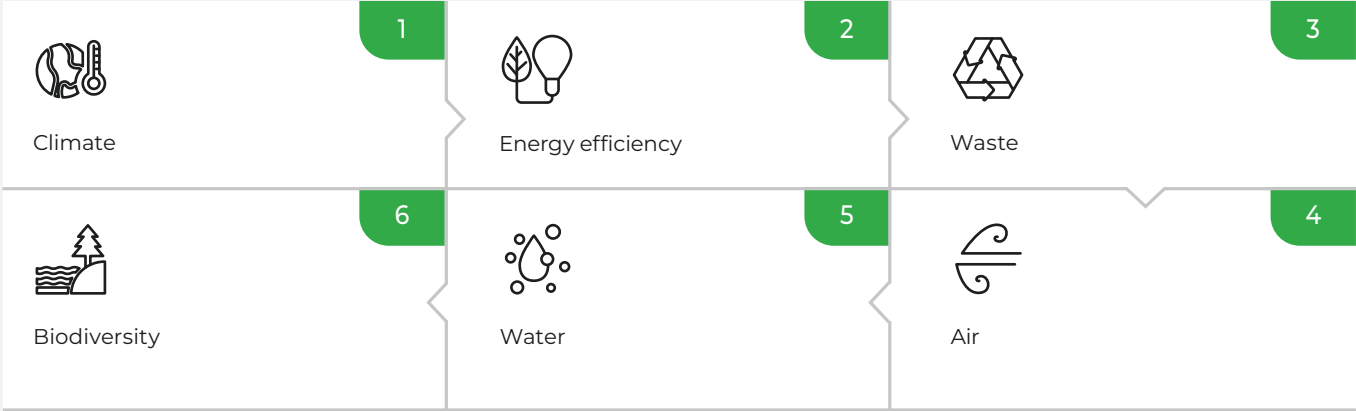 1
Climate
2
Energy efficiency
3
Waste
6
Biodiversity
5
Water
4
Air